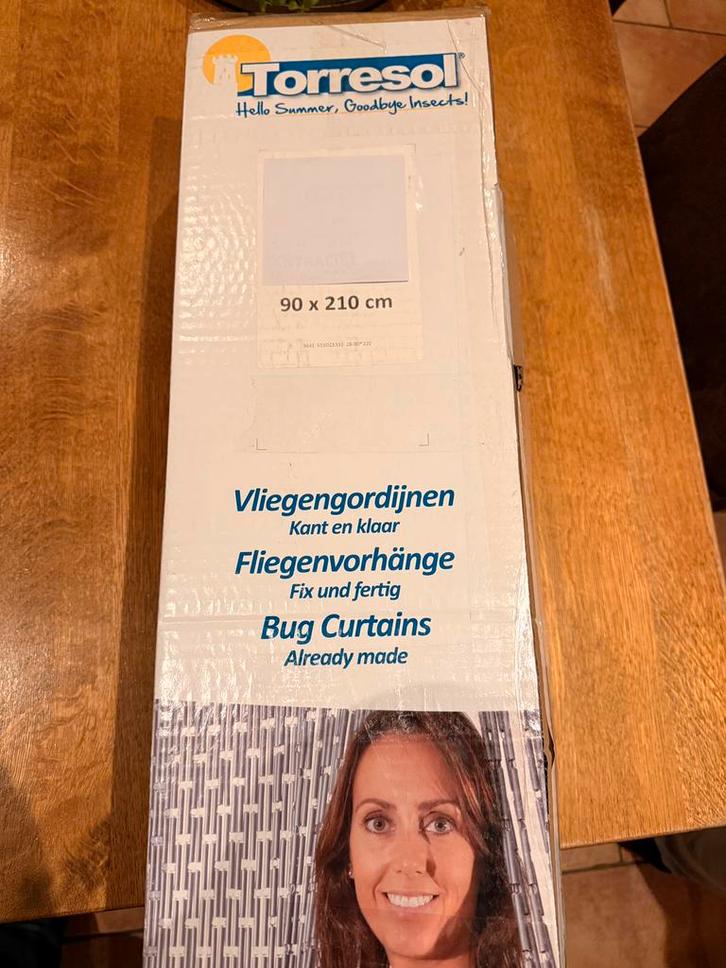 Torresol®
Hello Summer, Goodbye Insects!
90 x 210 cm
Vliegengordijnen
Kant en klaar
Fliegenvorhänge
Fix und fertig
Bug Curtains
Already made